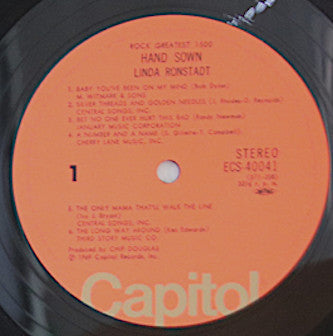 ROCK GREATEST 1500
HAND SOWN
LINDA RONSTADT
1. BABY YOU'VE BEEN ON MY MIND (Bob Dylan)
M. WITMARK & SONS
2. SILVER THREADS AND GOLDEN NEEDLES (J. Rhodes-D. Reynolds)
CENTRAL SONGS, INC.
3. BET NO ONE EVER HURT THIS BAD (Randy Newman)
JANUARY MUSIC CORPORATION
4. A NUMBER AND A NAME (S. Gillette-T. Campbell)
CHERRY LANE MUSIC, INC.
1
STEREO
ECS-40041
5. THE ONLY MAMA THAT'LL WALK THE LINE
(Ivy J. Bryant)
CENTRAL SONGS, INC.
6. THE LONG WAY AROUND (Ken Edwards)
THIRD STORY MUSIC CO.
Produced by CHIP DOUGLAS
℗ 1969 Capitol Records, Inc.
Capitol